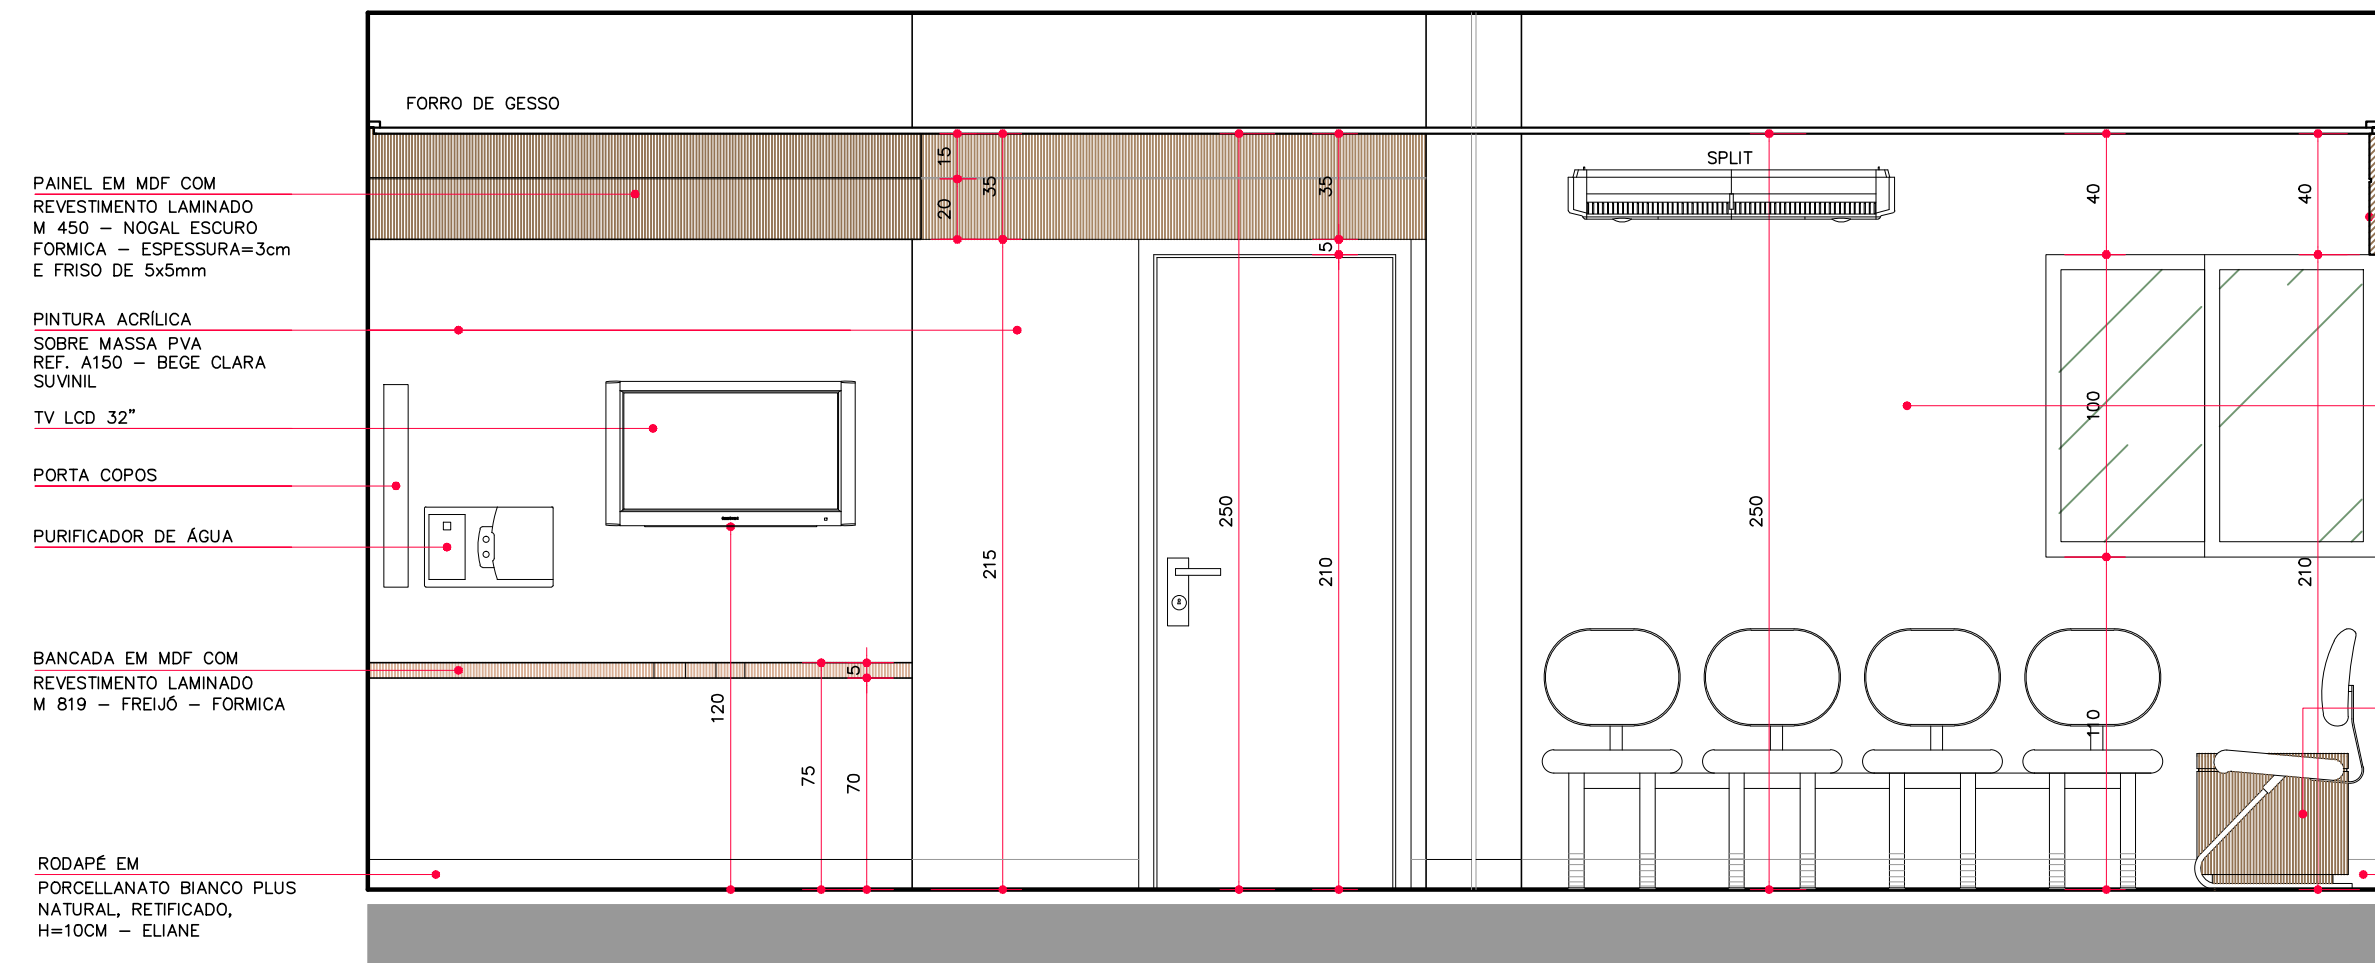 FORRO DE GESSO
SPLIT
PAINEL EM MDF COM
REVESTIMENTO LAMINADO
M 450 – NOGAL ESCURO
FORMICA – ESPESSURA=3cm
E FRISO DE 5x5mm
PINTURA ACRÍLICA
SOBRE MASSA PVA
REF. A150 – BEGE CLARA
SUVINIL
TV LCD 32”
PORTA COPOS
PURIFICADOR DE ÁGUA
BANCADA EM MDF COM
REVESTIMENTO LAMINADO
M 819 – FREIJÓ – FORMICA
RODAPÉ EM
PORCELLANATO BIANCO PLUS
NATURAL, RETIFICADO,
H=10CM – ELIANE
120
75
5
70
15
20
35
215
250
35
5
210
250
40
100
110
40
210